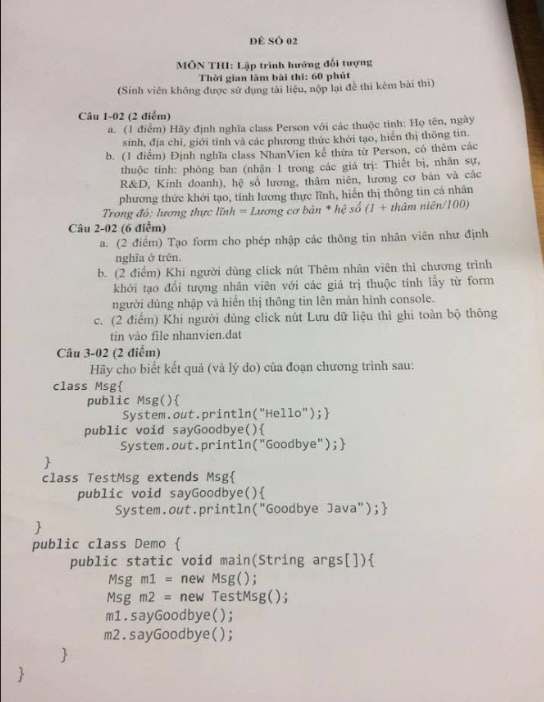 ĐỀ SỐ 02
MÔN THI: Lập trình hướng đối tượng
Thời gian làm bài thi: 60 phút
(Sinh viên không được sử dụng tài liệu, nộp lại đề thi kèm bài thi)
Câu 1-02 (2 điểm)
a. (1 điểm) Hãy định nghĩa class Person với các thuộc tính: Họ tên, ngày
sinh, địa chỉ, giới tính và các phương thức khởi tạo, hiển thị thông tin.
b. (1 điểm) Định nghĩa class NhanVien kế thừa từ Person, có thêm các
thuộc tính: phòng ban (nhận 1 trong các giá trị: Thiết bị, nhân sự,
R&D, Kinh doanh), hệ số lương, thâm niên, lương cơ bản và các
phương thức khởi tạo, tính lương thực lĩnh, hiển thị thông tin cá nhân
Trong đó: lương thực lĩnh = Lương cơ bản * hệ số (1 + thâm niên/100)
Câu 2-02 (6 điểm)
a. (2 điểm) Tạo form cho phép nhập các thông tin nhân viên như định
nghĩa ở trên.
b. (2 điểm) Khi người dùng click nút Thêm nhân viên thì chương trình
khởi tạo đối tượng nhân viên với các giá trị thuộc tính lấy từ form
người dùng nhập và hiển thị thông tin lên màn hình console.
c. (2 điểm) Khi người dùng click nút Lưu dữ liệu thì ghi toàn bộ thông
tin vào file nhanvien.dat
Câu 3-02 (2 điểm)
Hãy cho biết kết quả (và lý do) của đoạn chương trình sau:
class Msg{
public Msg(){
System.out.println("Hello");}
public void sayGoodbye(){
System.out.println("Goodbye");}
}
class TestMsg extends Msg{
public void sayGoodbye(){
System.out.println("Goodbye Java");}
}
public class Demo {
public static void main(String args[]){
Msg m1 = new Msg();
Msg m2 = new TestMsg();
m1.sayGoodbye();
m2.sayGoodbye();
}
}